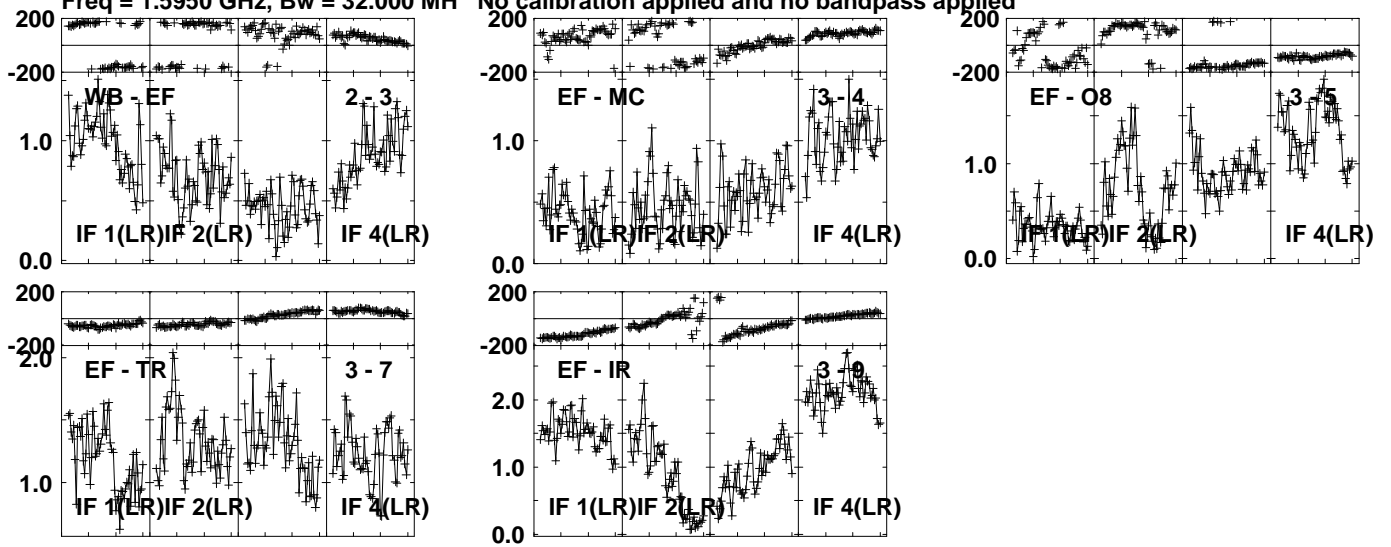 Freq = 1.5950 GHz, Bw = 32.000 MH No calibration applied and no bandpass applied
200
-200
WB - EF 2 - 3
1.0
0.0
IF 1(LR) IF 2(LR) IF 4(LR)
EF - MC 3 - 4
1.0
0.0
IF 1(LR) IF 2(LR) IF 4(LR)
200
-200
EF - O8 3 - 5
1.0
0.0
IF 1(LR) IF 2(LR) IF 4(LR)
200
-200
2.0
EF - TR 3 - 7
1.0
IF 1(LR) IF 2(LR) IF 4(LR)
200
-200
EF - IR 3 - 9
2.0
1.0
0.0
IF 1(LR) IF 2(LR) IF 4(LR)